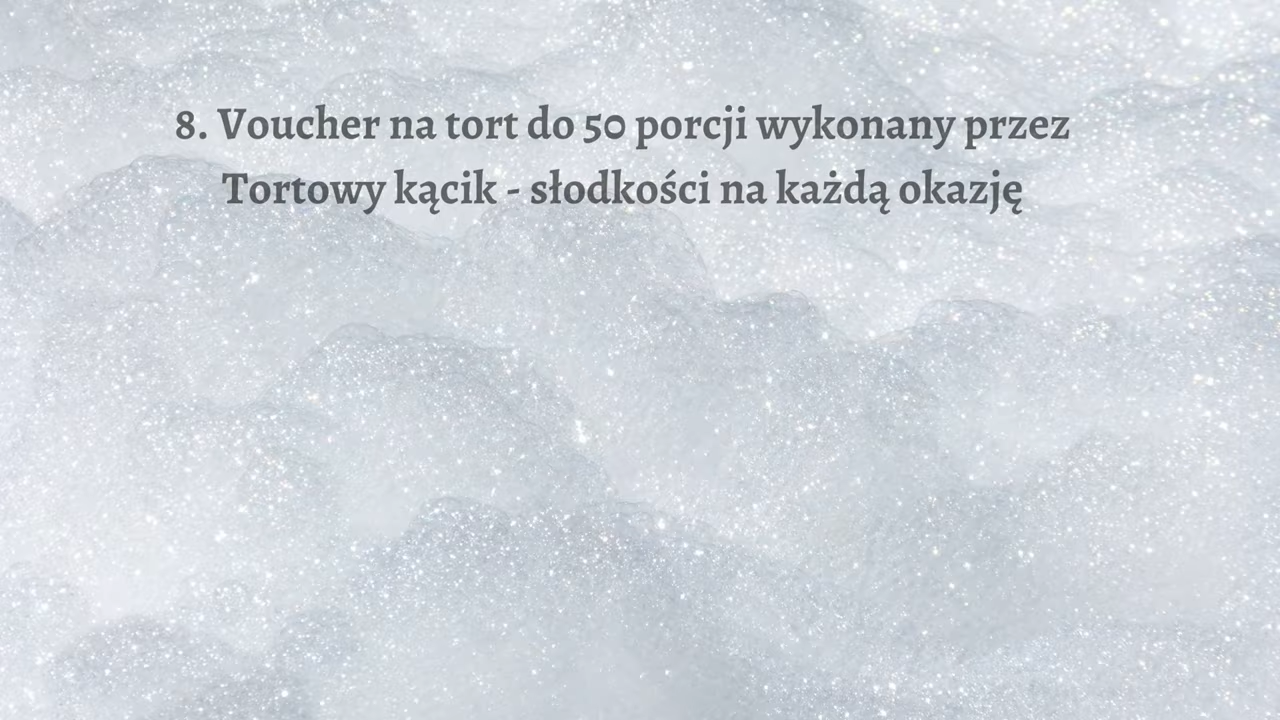 8. Voucher na tort do 50 porcji wykonany przez
Tortowy kącik - słodkości na każdą okazję